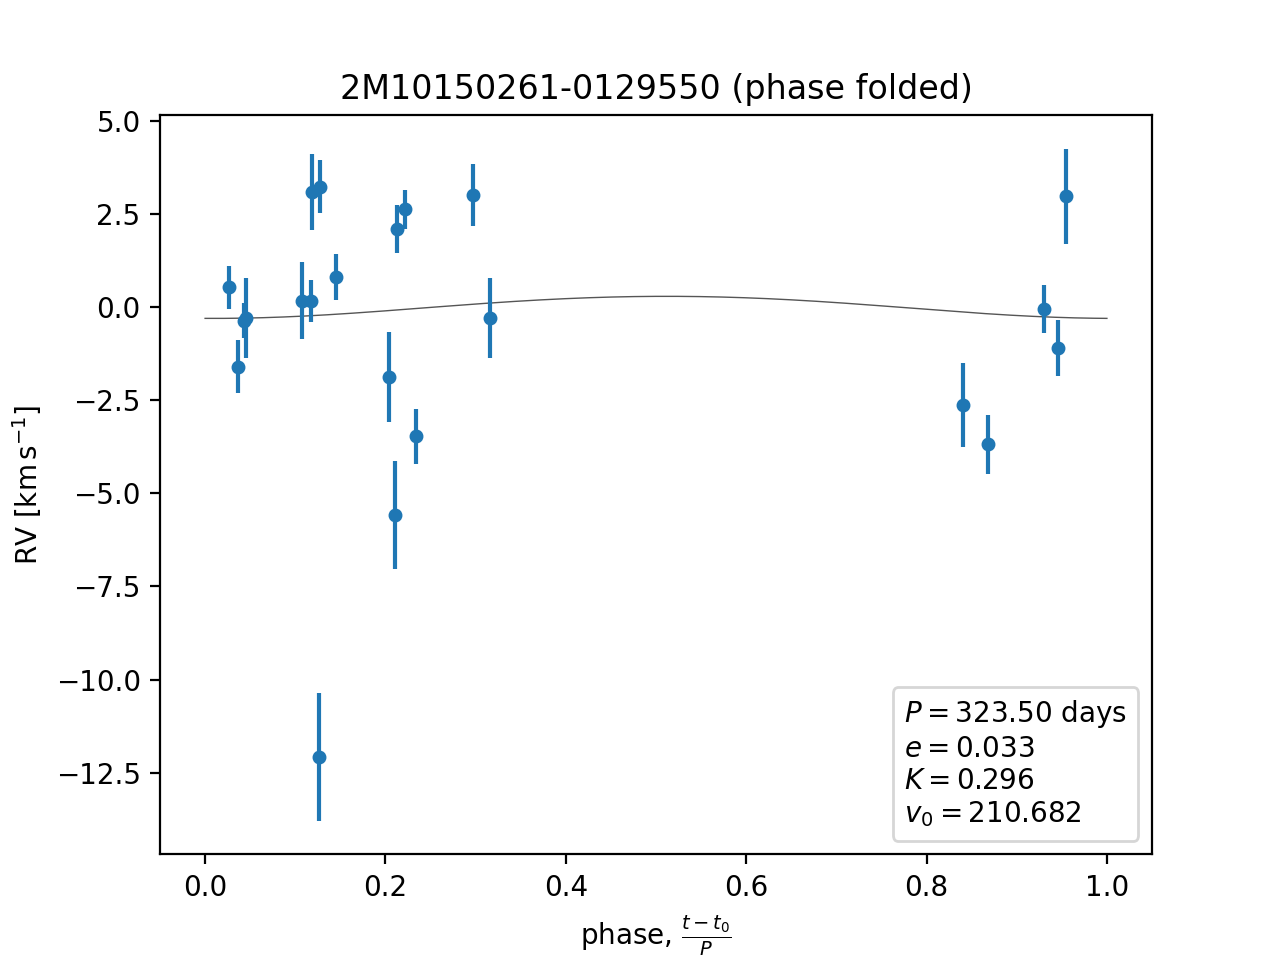 2M10150261-0129550 (phase folded)
RV [km s⁻¹]
5.0
2.5
0.0
−2.5
−5.0
−7.5
−10.0
−12.5
P = 323.50 days
e = 0.033
K = 0.296
v₀ = 210.682
0.0 0.2 0.4 0.6 0.8 1.0
phase, (t − t₀)/P